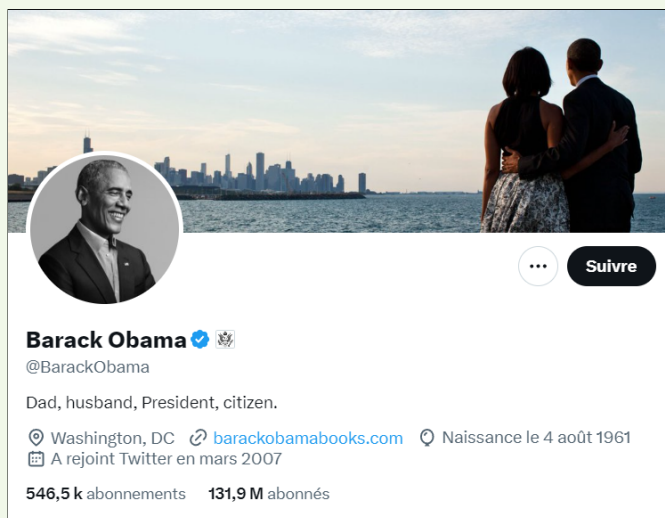 Suivre
Barack Obama
@BarackObama
Dad, husband, President, citizen.
Washington, DC barackobamabooks.com Naissance le 4 août 1961
A rejoint Twitter en mars 2007
546,5 k abonnements 131,9 M abonnés